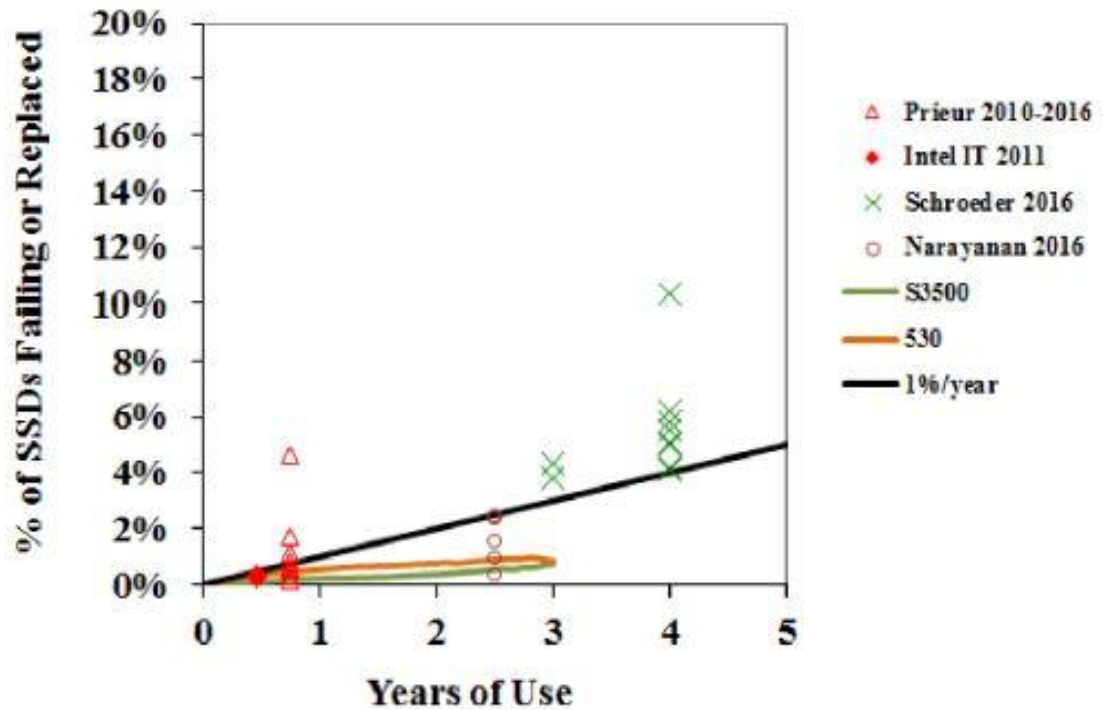 % of SSDs Failing or Replaced
20%
18%
16%
14%
12%
10%
8%
6%
4%
2%
0%
0 1 2 3 4 5
Years of Use
Prieur 2010-2016
Intel IT 2011
Schroeder 2016
Narayanan 2016
S3500
530
1%/year